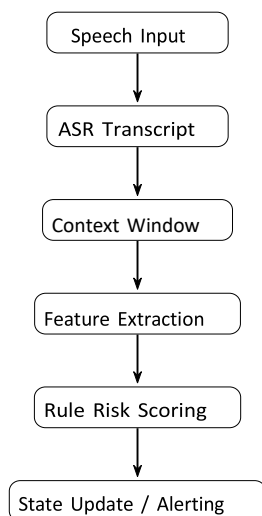 Speech Input
ASR Transcript
Context Window
Feature Extraction
Rule Risk Scoring
State Update / Alerting